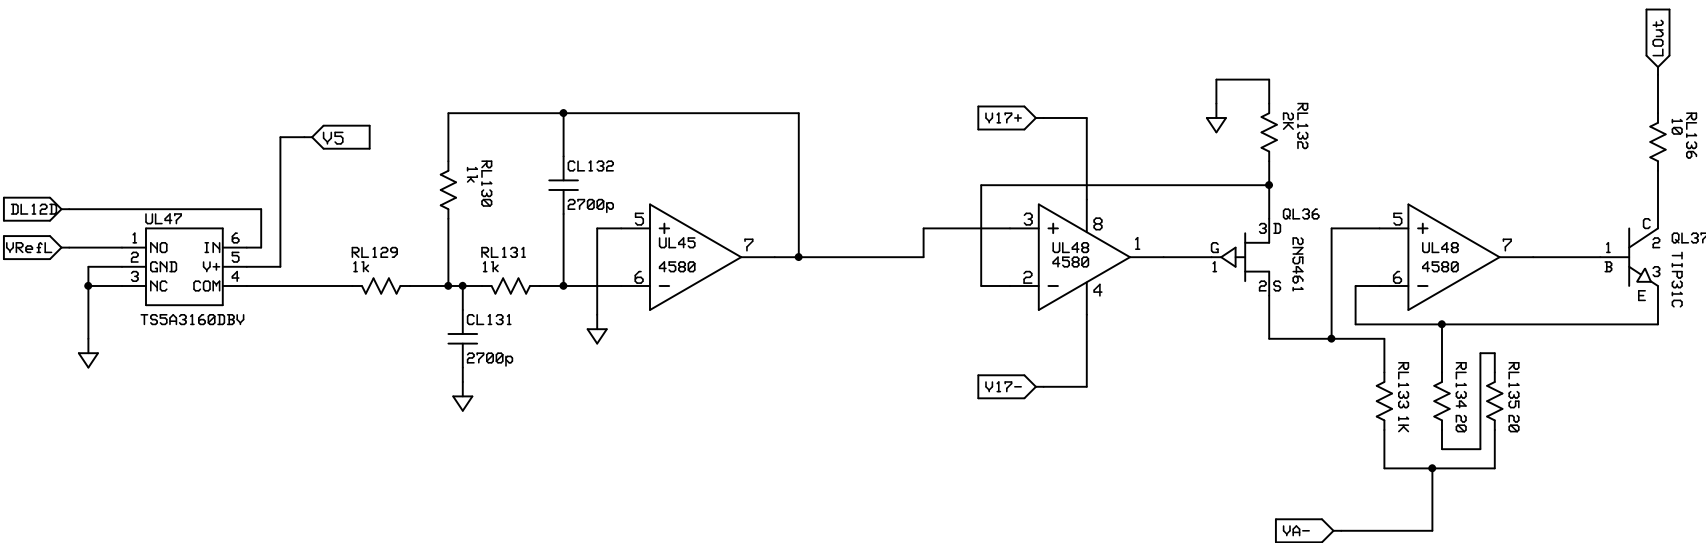 LOut
RL136
10
V17+
RL132
2K
V5
RL130
1k
CL132
2700p
DL12D
UL47
VRefL
1 NO IN 6
2 GND V+ 5
3 NC COM 4
TS5A3160DBV
RL129
1k
RL131
1k
CL131
2700p
5 +
6 -
UL45
4580
7
3 +
2 -
UL48
4580
8
4
1
V17-
G
1
3 D
2 S
QL36
2N5461
5 +
6 -
UL48
4580
7
1
B
C
2
3
E
QL37
TIP31C
RL133 1K
RL134 20
RL135 20
VA-